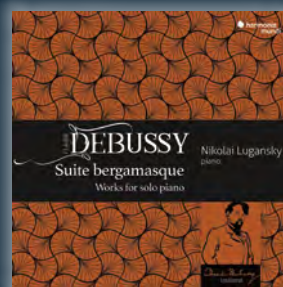 harmonia
mundi
CLAUDE
DEBUSSY
Suite bergamasque
Works for solo piano
Nikolai Lugansky
piano